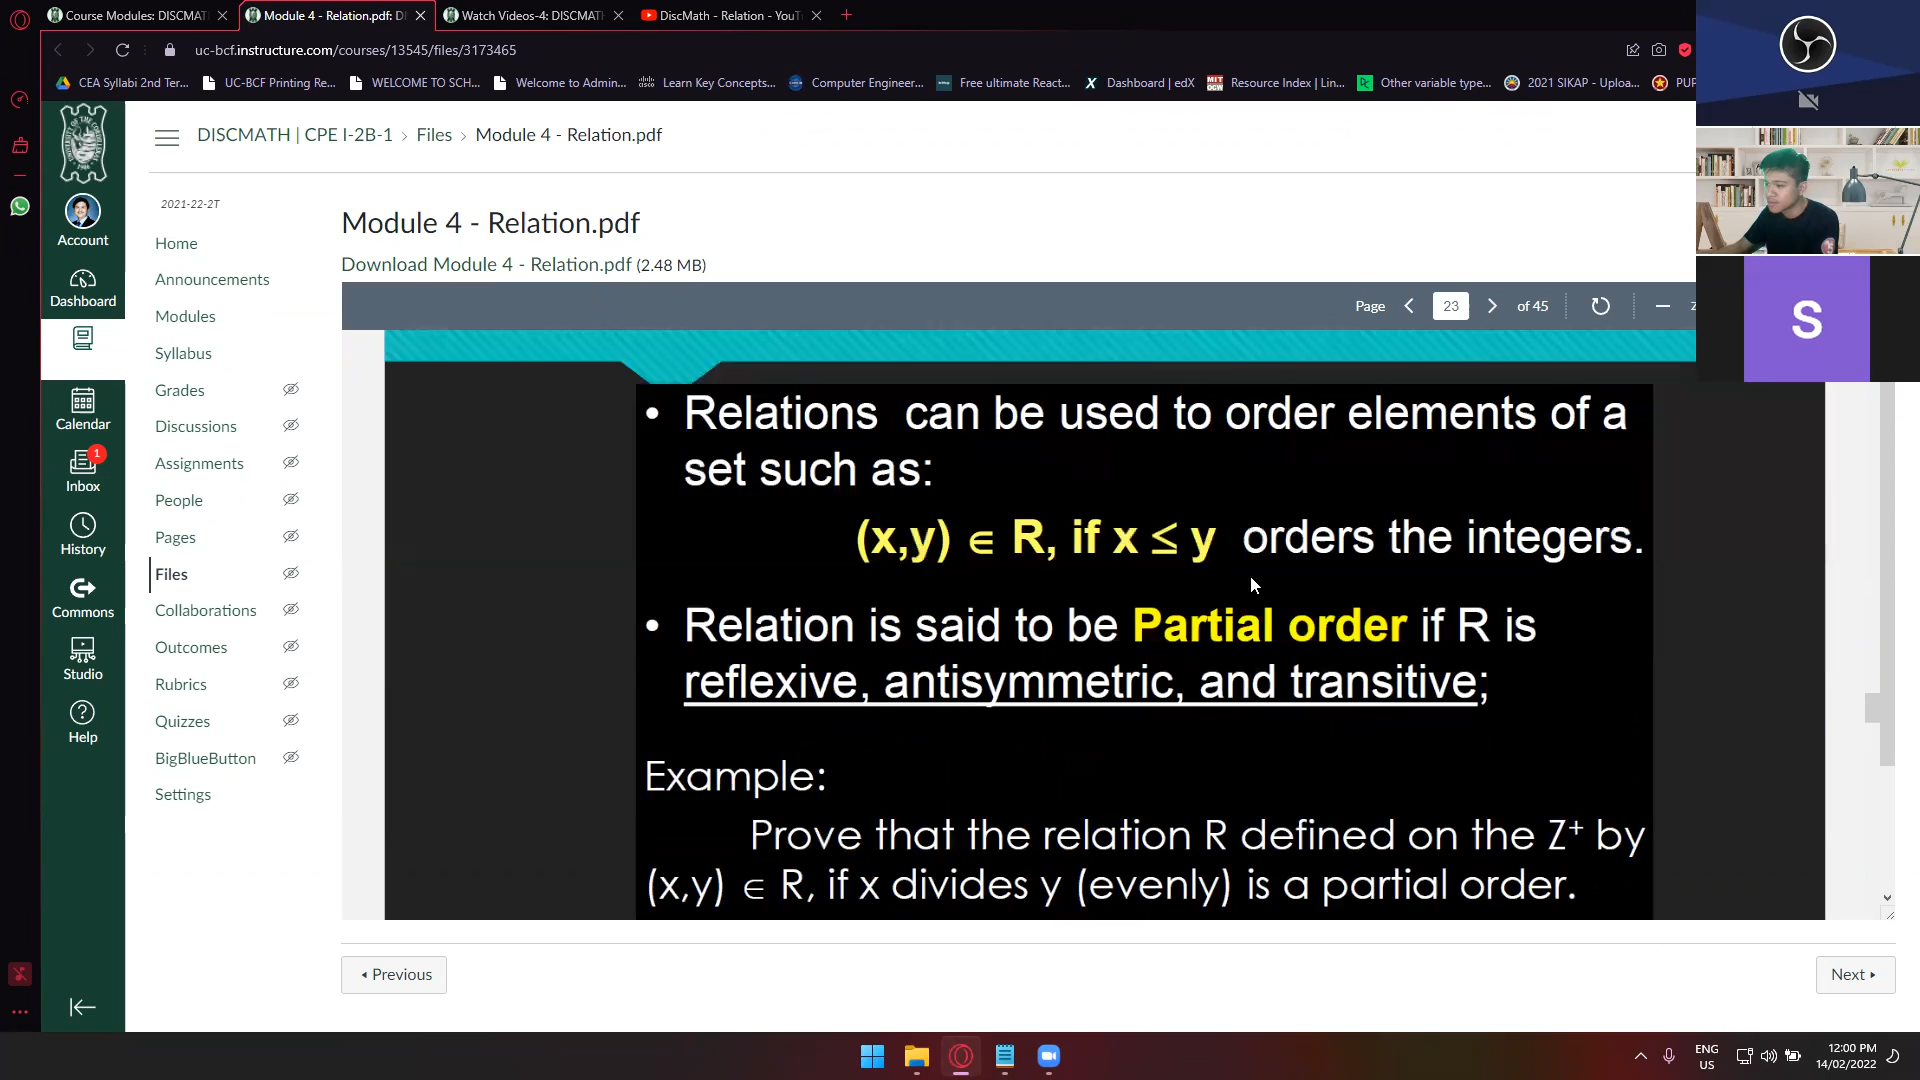 Course Modules: DISCMAT
Module 4 - Relation.pdf: D
Watch Videos-4: DISCMAT
DiscMath - Relation - YouT
uc-bcf.instructure.com/courses/13545/files/3173465
CEA Syllabi 2nd Ter...
UC-BCF Printing Re...
WELCOME TO SCH...
Welcome to Admin...
Learn Key Concepts...
Computer Engineer...
Free ultimate React...
Dashboard | edX
Resource Index | Lin...
Other variable type...
2021 SIKAP - Uploa...
PUP
DISCMATH | CPE I-2B-1 › Files › Module 4 - Relation.pdf
Account
Dashboard
Calendar
1
Inbox
History
Commons
Studio
Help
2021-22-2T
Home
Announcements
Modules
Syllabus
Grades
Discussions
Assignments
People
Pages
Files
Collaborations
Outcomes
Rubrics
Quizzes
BigBlueButton
Settings
Module 4 - Relation.pdf
Download Module 4 - Relation.pdf (2.48 MB)
Page 23 of 45
S
• Relations can be used to order elements of a
set such as:
(x,y) ∈ R, if x ≤ y orders the integers.
• Relation is said to be Partial order if R is
reflexive, antisymmetric, and transitive;
Example:
Prove that the relation R defined on the Z⁺ by
(x,y) ∈ R, if x divides y (evenly) is a partial order.
Previous
Next
ENG
US
12:00 PM
14/02/2022